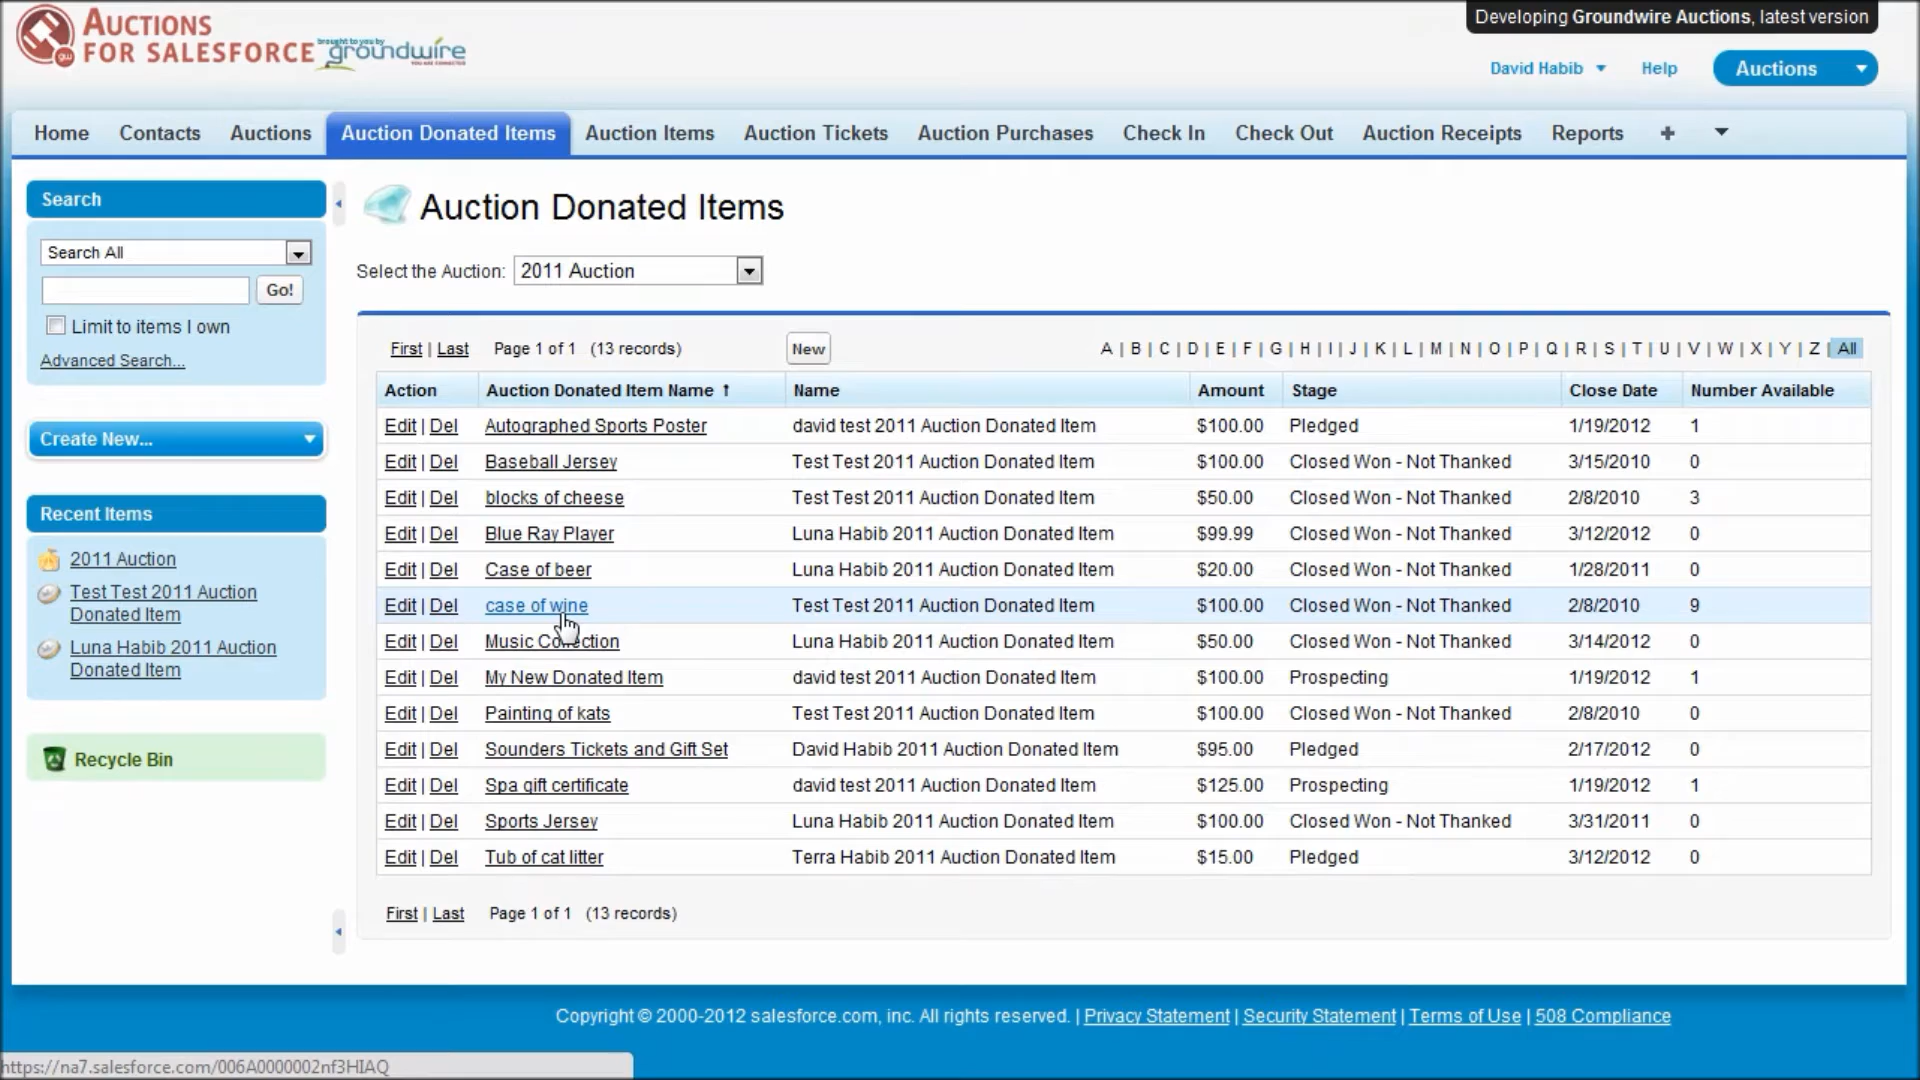 AUCTIONS
FOR SALESFORCE
brought to you by
groundwire
YOU ARE CONNECTED
gw
Developing Groundwire Auctions, latest version
David Habib Help Auctions
Home Contacts Auctions Auction Donated Items Auction Items Auction Tickets Auction Purchases Check In Check Out Auction Receipts Reports +
Search
Search All
Go!
Limit to items I own
Advanced Search...
Create New...
Recent Items
2011 Auction
Test Test 2011 Auction
Donated Item
Luna Habib 2011 Auction
Donated Item
Recycle Bin
Auction Donated Items
Select the Auction: 2011 Auction
First | Last Page 1 of 1 (13 records) New A | B | C | D | E | F | G | H | I | J | K | L | M | N | O | P | Q | R | S | T | U | V | W | X | Y | Z | All
Action Auction Donated Item Name ↑ Name Amount Stage Close Date Number Available
Edit | Del Autographed Sports Poster david test 2011 Auction Donated Item $100.00 Pledged 1/19/2012 1
Edit | Del Baseball Jersey Test Test 2011 Auction Donated Item $100.00 Closed Won - Not Thanked 3/15/2010 0
Edit | Del blocks of cheese Test Test 2011 Auction Donated Item $50.00 Closed Won - Not Thanked 2/8/2010 3
Edit | Del Blue Ray Player Luna Habib 2011 Auction Donated Item $99.99 Closed Won - Not Thanked 3/12/2012 0
Edit | Del Case of beer Luna Habib 2011 Auction Donated Item $20.00 Closed Won - Not Thanked 1/28/2011 0
Edit | Del case of wine Test Test 2011 Auction Donated Item $100.00 Closed Won - Not Thanked 2/8/2010 9
Edit | Del Music Collection Luna Habib 2011 Auction Donated Item $50.00 Closed Won - Not Thanked 3/14/2012 0
Edit | Del My New Donated Item david test 2011 Auction Donated Item $100.00 Prospecting 1/19/2012 1
Edit | Del Painting of kats Test Test 2011 Auction Donated Item $100.00 Closed Won - Not Thanked 2/8/2010 0
Edit | Del Sounders Tickets and Gift Set David Habib 2011 Auction Donated Item $95.00 Pledged 2/17/2012 0
Edit | Del Spa gift certificate david test 2011 Auction Donated Item $125.00 Prospecting 1/19/2012 1
Edit | Del Sports Jersey Luna Habib 2011 Auction Donated Item $100.00 Closed Won - Not Thanked 3/31/2011 0
Edit | Del Tub of cat litter Terra Habib 2011 Auction Donated Item $15.00 Pledged 3/12/2012 0
First | Last Page 1 of 1 (13 records)
Copyright © 2000-2012 salesforce.com, inc. All rights reserved. | Privacy Statement | Security Statement | Terms of Use | 508 Compliance
https://na7.salesforce.com/006A0000002nf3HIAQ